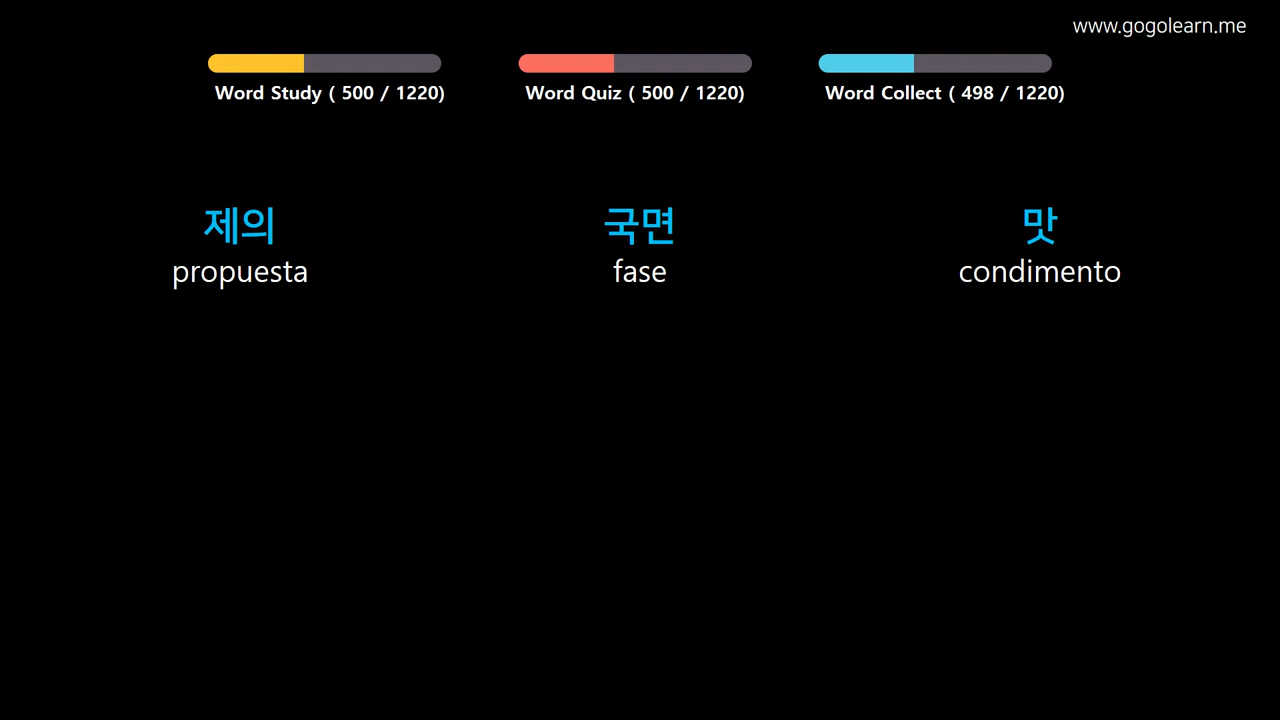 www.gogolearn.me
Word Study ( 500 / 1220)
Word Quiz ( 500 / 1220)
Word Collect ( 498 / 1220)
제의
propuesta
국면
fase
맛
condimento